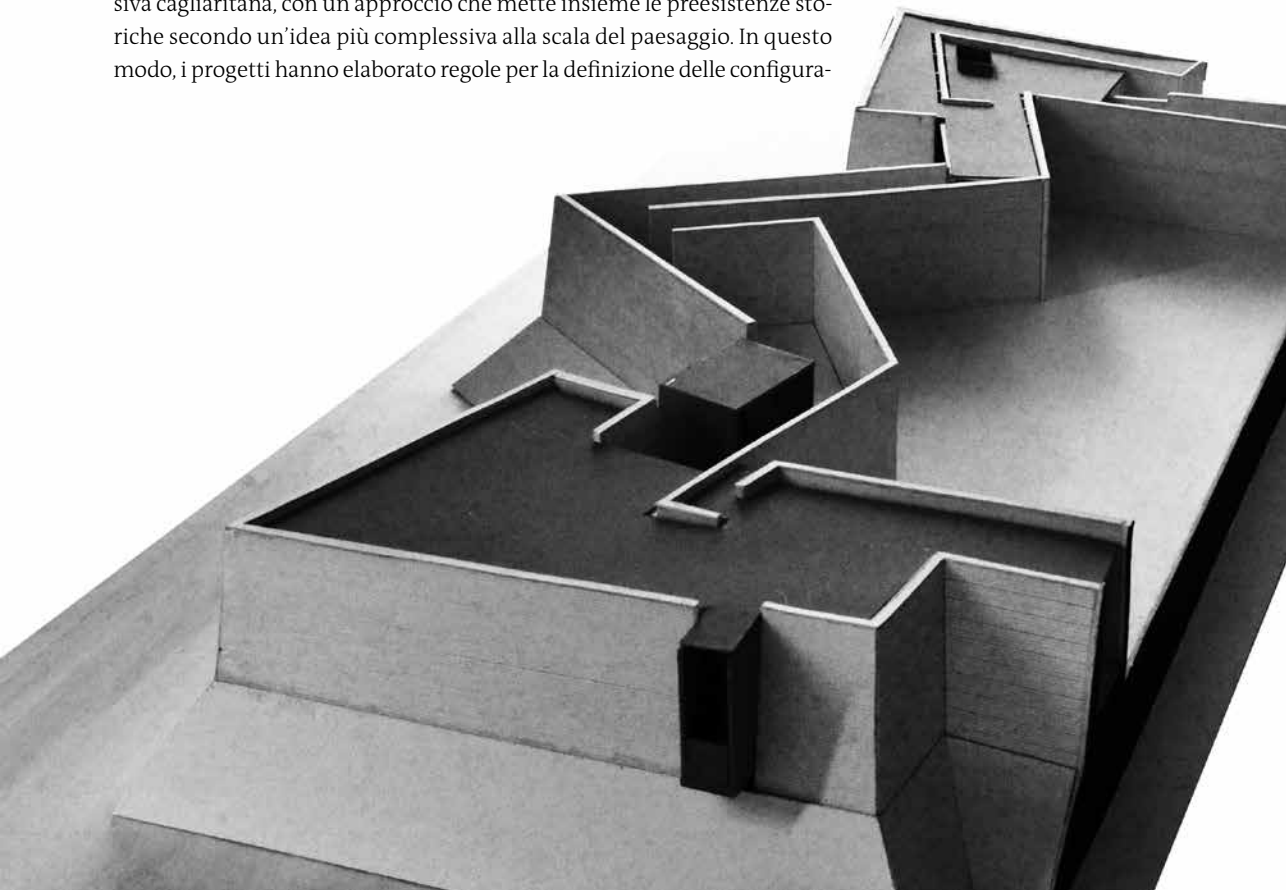 siva cagliaritana, con un'approccio che mette insieme le preesistenze sto-
riche secondo un'idea più complessiva alla scala del paesaggio. In questo
modo, i progetti hanno elaborato regole per la definizione delle configura-